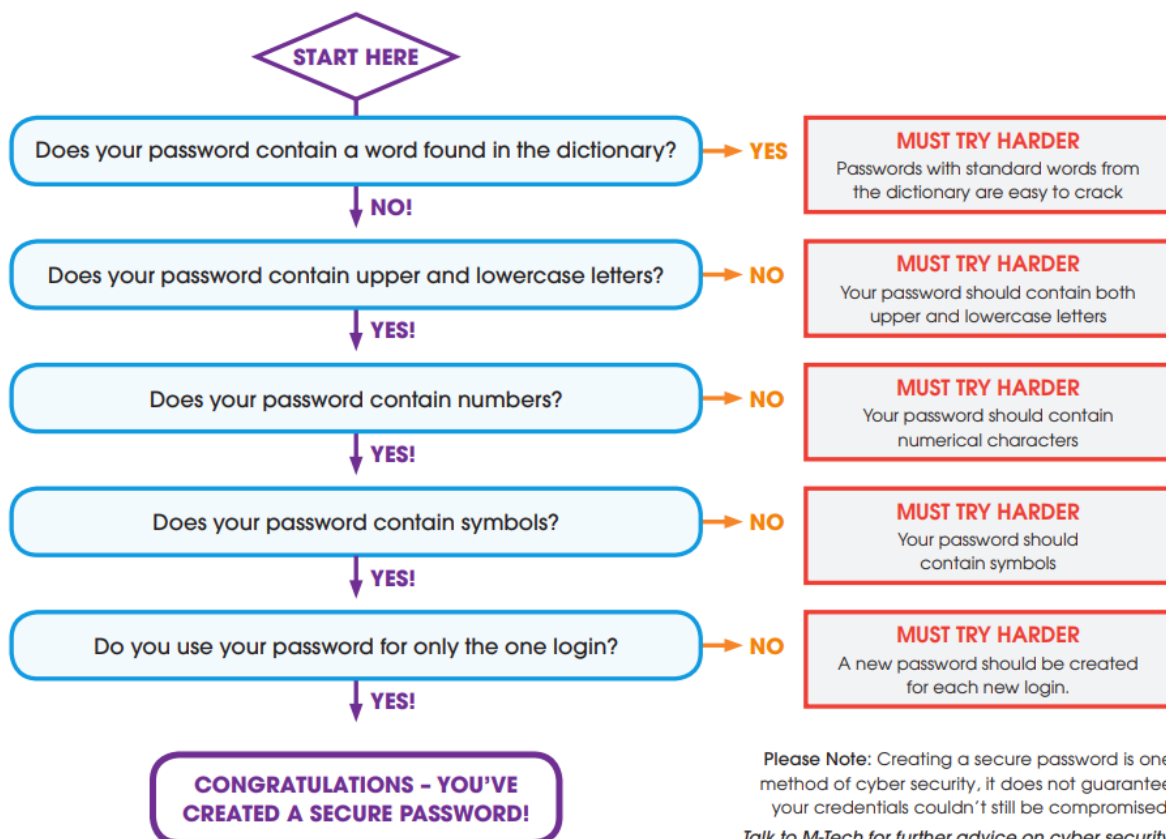 START HERE
Does your password contain a word found in the dictionary?
YES
MUST TRY HARDER
Passwords with standard words from
the dictionary are easy to crack
NO!
Does your password contain upper and lowercase letters?
NO
MUST TRY HARDER
Your password should contain both
upper and lowercase letters
YES!
Does your password contain numbers?
NO
MUST TRY HARDER
Your password should contain
numerical characters
YES!
Does your password contain symbols?
NO
MUST TRY HARDER
Your password should
contain symbols
YES!
Do you use your password for only the one login?
NO
MUST TRY HARDER
A new password should be created
for each new login.
YES!
CONGRATULATIONS – YOU'VE
CREATED A SECURE PASSWORD!
Please Note: Creating a secure password is one
method of cyber security, it does not guarantee
your credentials couldn't still be compromised
Talk to M-Tech for further advice on cyber security